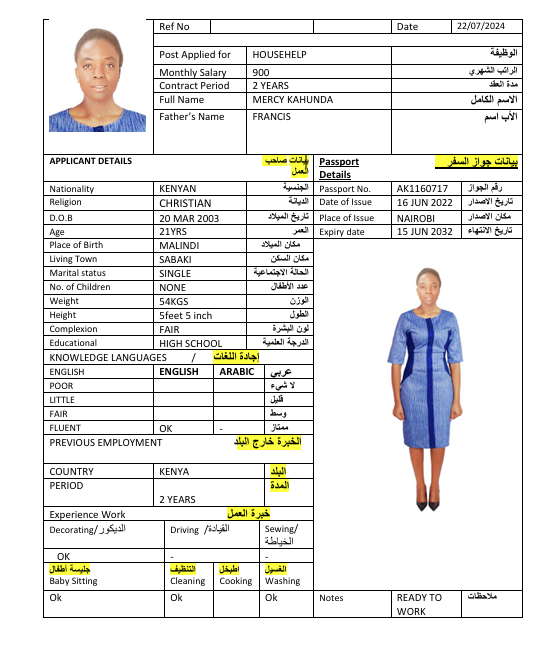 Ref No Date 22/07/2024
Post Applied for HOUSEHELP الوظيفة
Monthly Salary 900 الراتب الشهري
Contract Period 2 YEARS مدة العقد
Full Name MERCY KAHUNDA الاسم الكامل
Father's Name FRANCIS الأب اسم
APPLICANT DETAILS بيانات صاحب العمل
Passport Details بيانات جواز السفر
Nationality KENYAN الجنسية
Passport No. AK1160717 رقم الجواز
Religion CHRISTIAN الديانة
Date of Issue 16 JUN 2022 تاريخ الاصدار
D.O.B 20 MAR 2003 تاريخ الميلاد
Place of Issue NAIROBI مكان الاصدار
Age 21YRS العمر
Expiry date 15 JUN 2032 تاريخ الانتهاء
Place of Birth MALINDI مكان الميلاد
Living Town SABAKI مكان السكن
Marital status SINGLE الحالة الاجتماعية
No. of Children NONE عدد الأطفال
Weight 54KGS الوزن
Height 5feet 5 inch الطول
Complexion FAIR لون البشرة
Educational HIGH SCHOOL الدرجة العلمية
KNOWLEDGE LANGUAGES / إجادة اللغات
ENGLISH ENGLISH ARABIC عربي
POOR لا شيء
LITTLE قليل
FAIR وسط
FLUENT OK - ممتاز
PREVIOUS EMPLOYMENT الخبرة خارج البلد
COUNTRY KENYA البلد
PERIOD 2 YEARS المدة
Experience Work خبرة العمل
Decorating/الديكور Driving /القيادة Sewing/ الخياطة
OK - -
جليسة أطفال التنظيف اطبخل الغسيل
Baby Sitting Cleaning Cooking Washing
Ok Ok Ok
Notes READY TO WORK ملاحظات